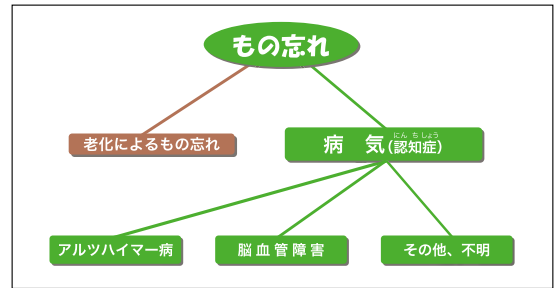 もの忘れ
老化によるもの忘れ
にん ち しょう
病 気(認知症)
アルツハイマー病
脳血管障害
その他、不明